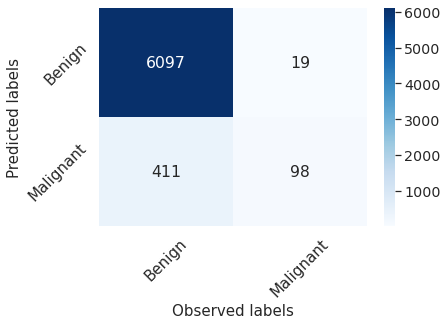 Predicted labels
Benign
Malignant
6097 19
411 98
Benign Malignant
Observed labels
6000
5000
4000
3000
2000
1000